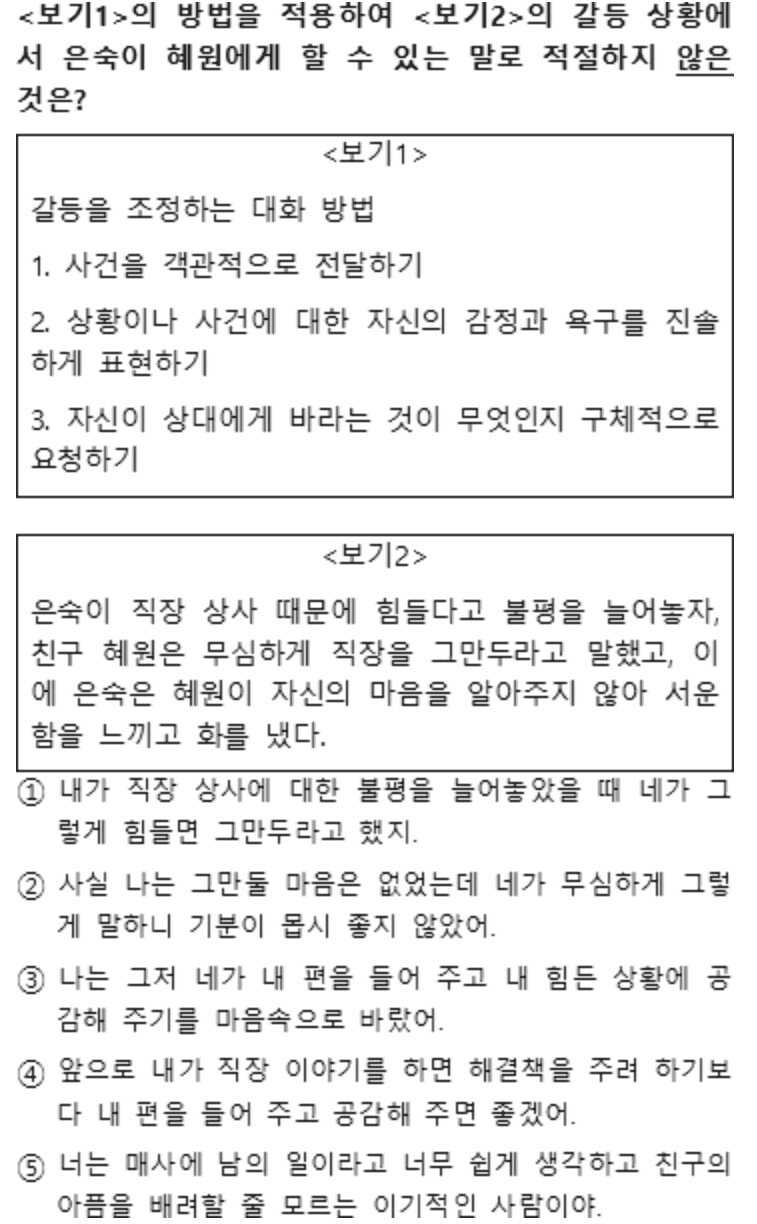 <보기1>의 방법을 적용하여 <보기2>의 갈등 상황에
서 은숙이 혜원에게 할 수 있는 말로 적절하지 않은
것은?
<보기1>
갈등을 조정하는 대화 방법
1. 사건을 객관적으로 전달하기
2. 상황이나 사건에 대한 자신의 감정과 욕구를 진솔
하게 표현하기
3. 자신이 상대에게 바라는 것이 무엇인지 구체적으로
요청하기
<보기2>
은숙이 직장 상사 때문에 힘들다고 불평을 늘어놓자,
친구 혜원은 무심하게 직장을 그만두라고 말했고, 이
에 은숙은 혜원이 자신의 마음을 알아주지 않아 서운
함을 느끼고 화를 냈다.
① 내가 직장 상사에 대한 불평을 늘어놓았을 때 네가 그
렇게 힘들면 그만두라고 했지.
② 사실 나는 그만둘 마음은 없었는데 네가 무심하게 그렇
게 말하니 기분이 몹시 좋지 않았어.
③ 나는 그저 네가 내 편을 들어 주고 내 힘든 상황에 공
감해 주기를 마음속으로 바랐어.
④ 앞으로 내가 직장 이야기를 하면 해결책을 주려 하기보
다 내 편을 들어 주고 공감해 주면 좋겠어.
⑤ 너는 매사에 남의 일이라고 너무 쉽게 생각하고 친구의
아픔을 배려할 줄 모르는 이기적인 사람이야.